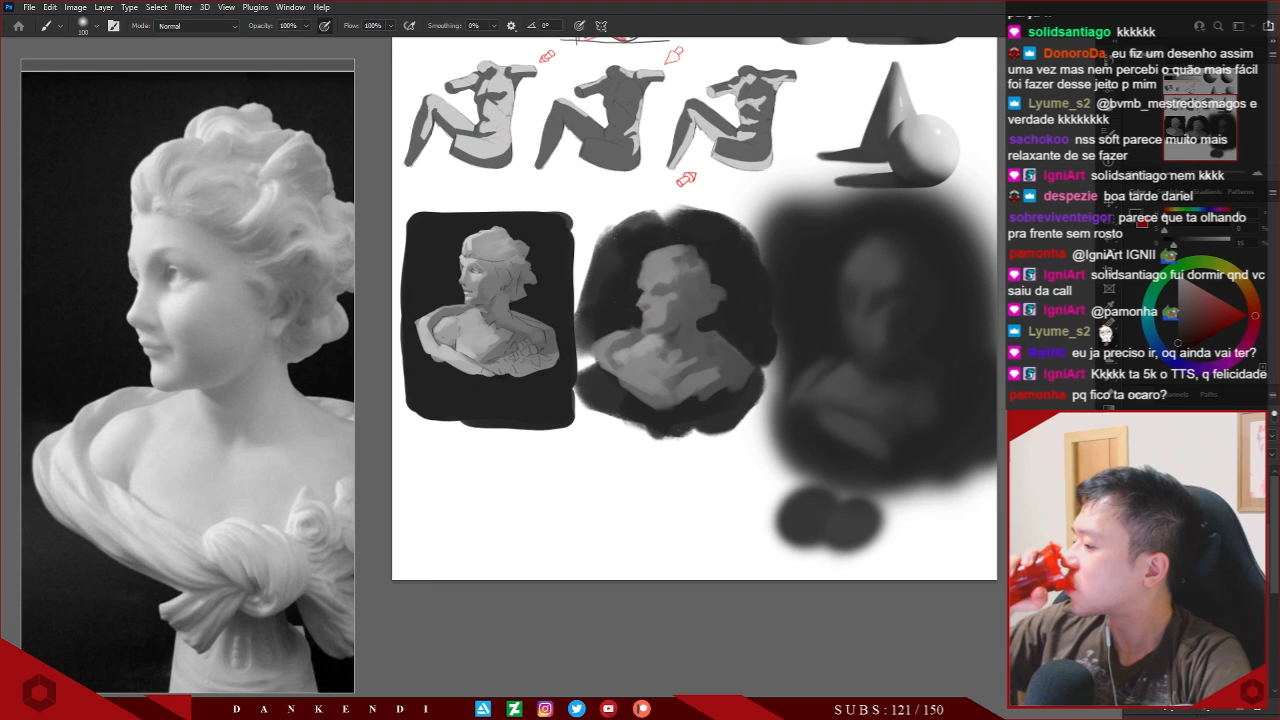 File Edit Image Layer Type Select Filter 3D View Plugins Window Help
100 Mode: Normal Opacity: 100% Flow: 100% Smoothing: 0% 0°
solidsantiago kkkkkk
DonoroDa eu fiz um desenho assim
uma vez mas nem percebi o quão mais fácil
foi fazer desse jeito p mim
Lyume_s2 @bvmb_mestredosmagos e
verdade kkkkkkkk
sachokoo nss soft parece muito mais
relaxante de se fazer
IgniArt solidsantiago nem kkkk
despezie boa tarde dariel
sobreviventeigor parece que ta olhando
pra frente sem rosto
pamonha @IgniArt IGNII
IgniArt solidsantiago fui dormir qnd vc
saiu da call
IgniArt @pamonha
Lyume_s2
eu ja preciso ir, oq ainda vai ter?
IgniArt Kkkkk ta 5k o TTS, q felicidade
pamonha pq fico ta ocaro?
Paths
DANKENDI
SUBS: 121 / 150